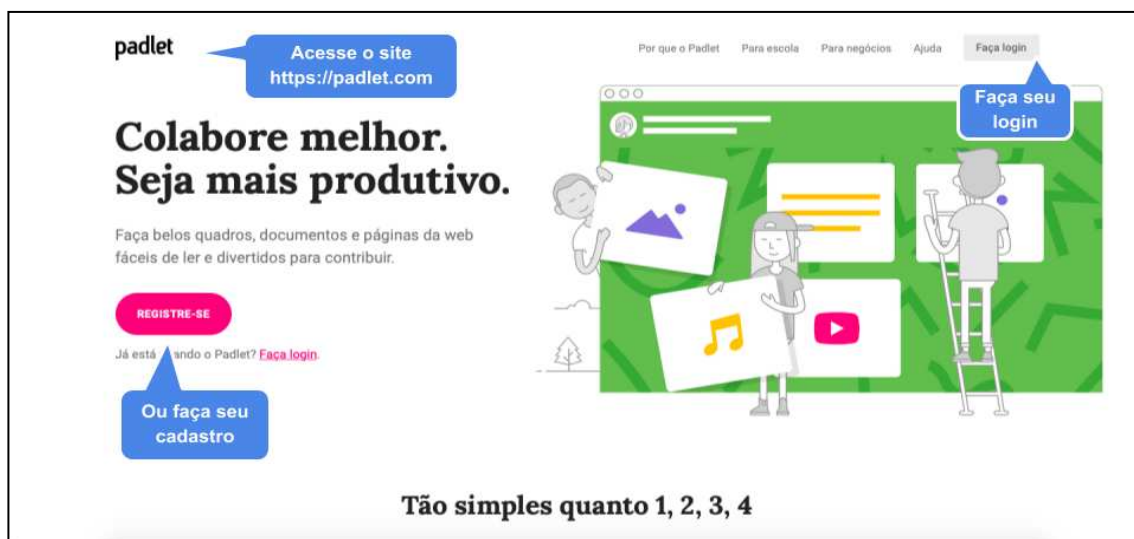 padlet
Acesse o site
https://padlet.com
Por que o Padlet Para escola Para negócios Ajuda Faça login
Faça seu
login
Colabore melhor.
Seja mais produtivo.
Faça belos quadros, documentos e páginas da web
fáceis de ler e divertidos para contribuir.
REGISTRE-SE
Já está ando o Padlet? Faça login.
Ou faça seu
cadastro
Tão simples quanto 1, 2, 3, 4